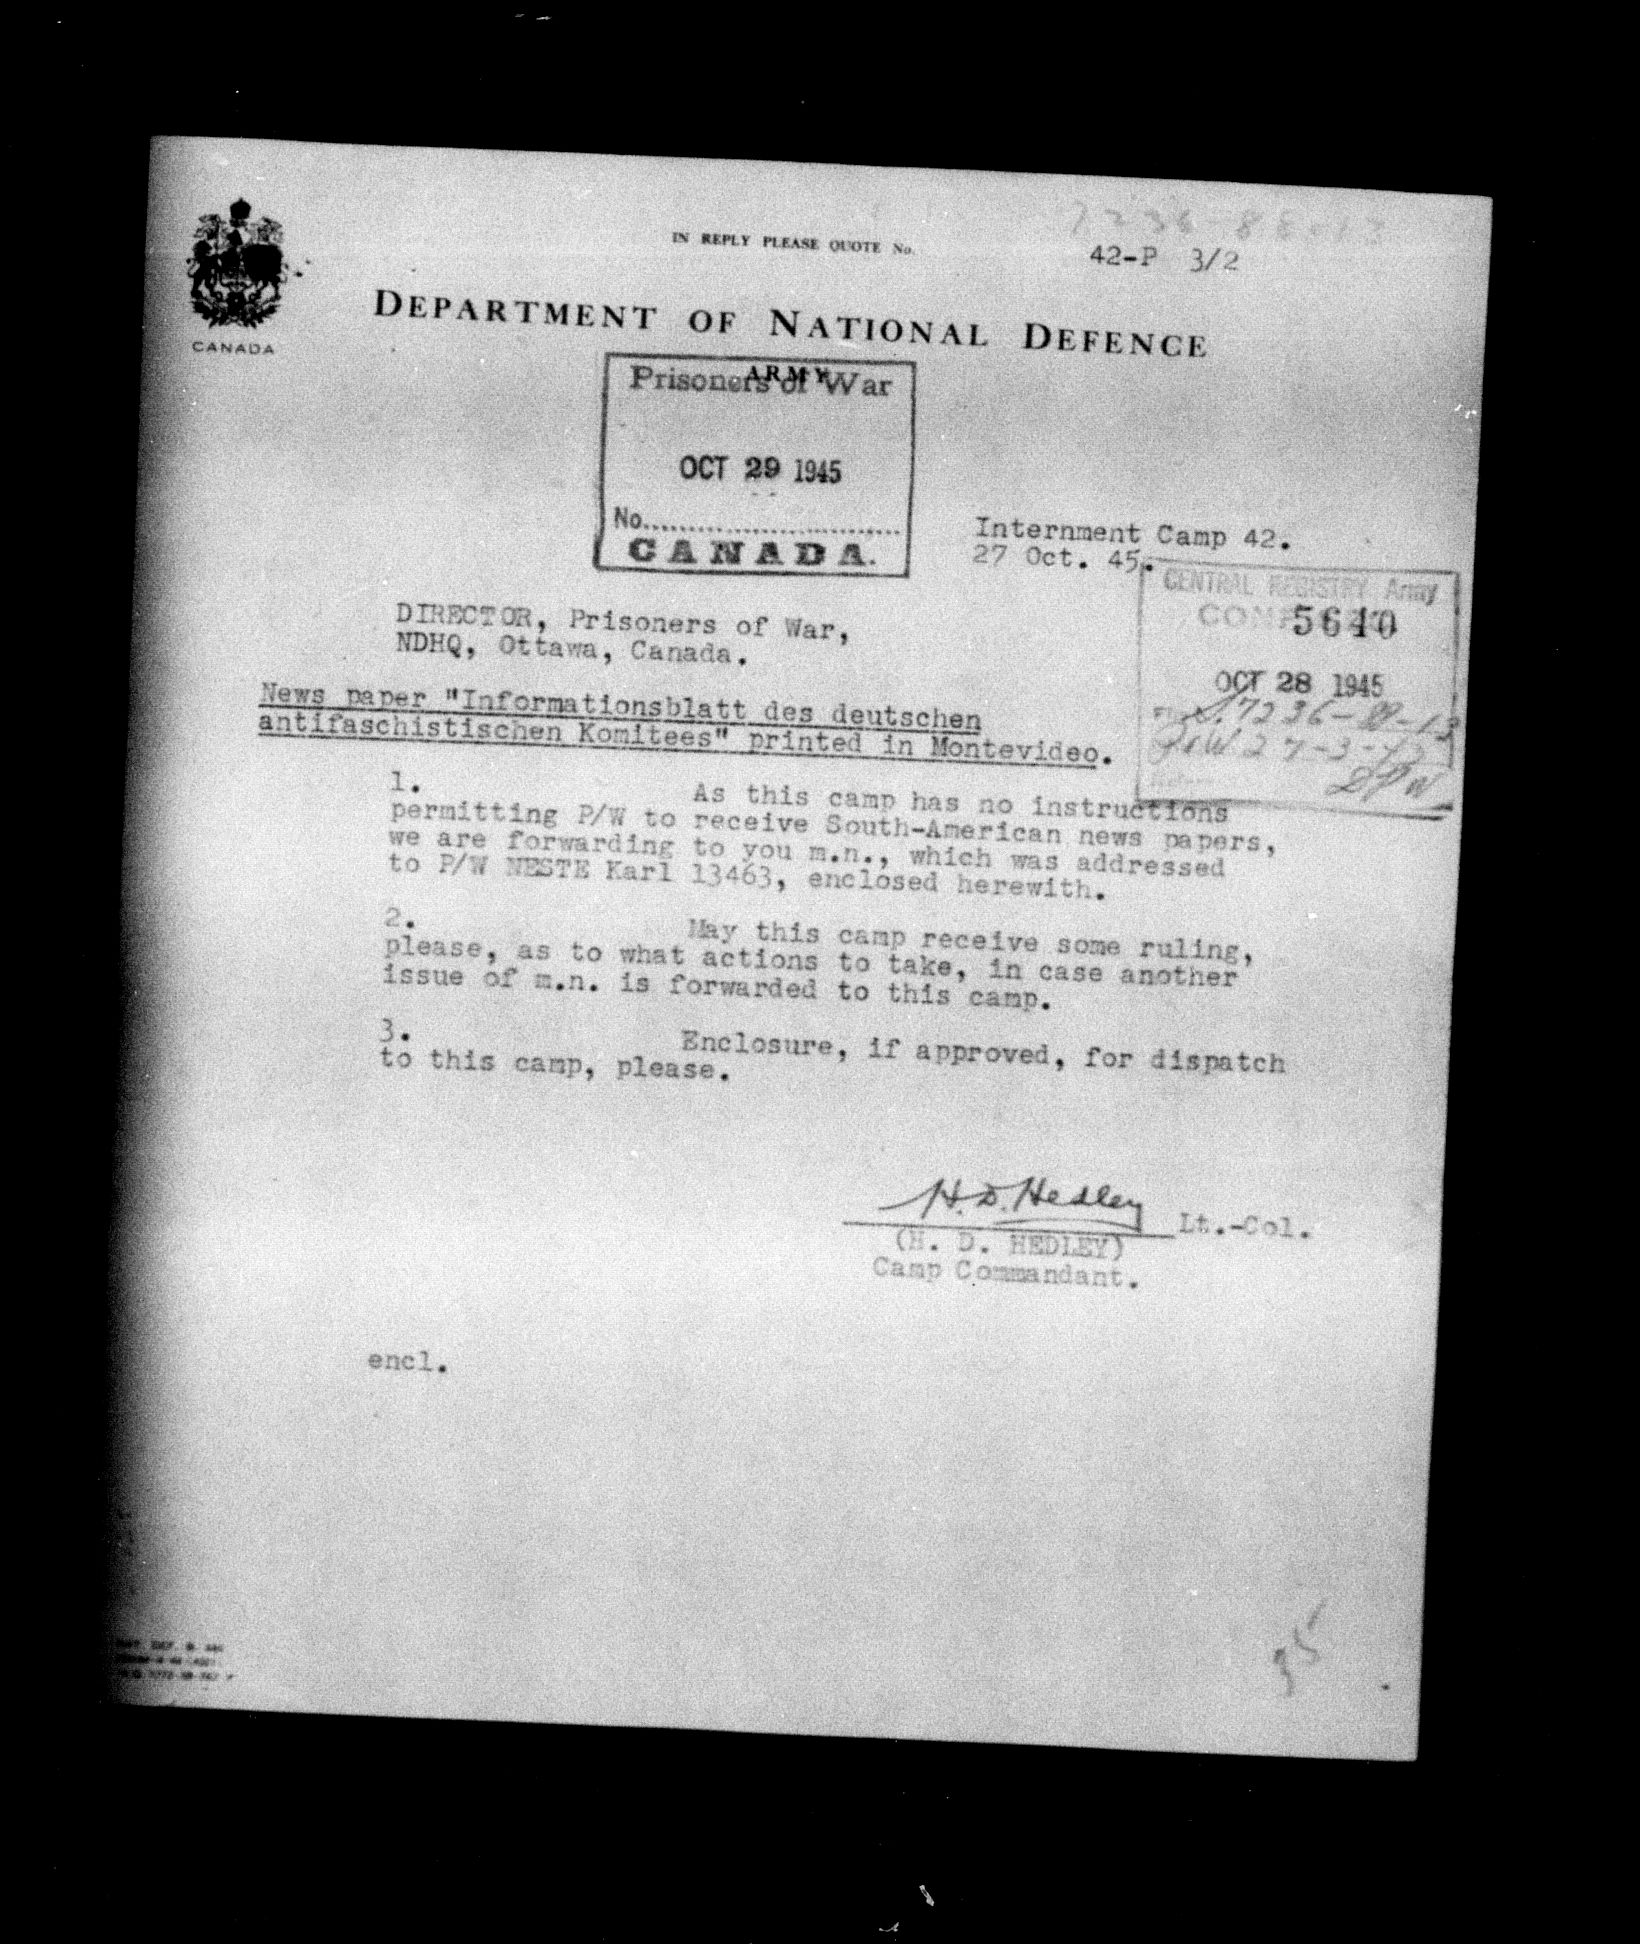 7236-88-13
IN REPLY PLEASE QUOTE No.
42-P 3/2
CANADA
DEPARTMENT OF NATIONAL DEFENCE
ARMY
Prisoners of War
OCT 29 1945
No.
CANADA.
Internment Camp 42.
27 Oct. 45.
CENTRAL REGISTRY Army
5640
OCT 28 1945
DIRECTOR, Prisoners of War,
NDHQ, Ottawa, Canada.
News paper "Informationsblatt des deutschen
antifaschistischen Komitees" printed in Montevideo.
1. As this camp has no instructions
permitting P/W to receive South-American news papers,
we are forwarding to you m.n., which was addressed
to P/W NESTE Karl 13463, enclosed herewith.
2. May this camp receive some ruling,
please, as to what actions to take, in case another
issue of m.n. is forwarded to this camp.
3. Enclosure, if approved, for dispatch
to this camp, please.
H. D. Hedley
Lt.-Col.
(H. D. HEDLEY)
Camp Commandant.
encl.